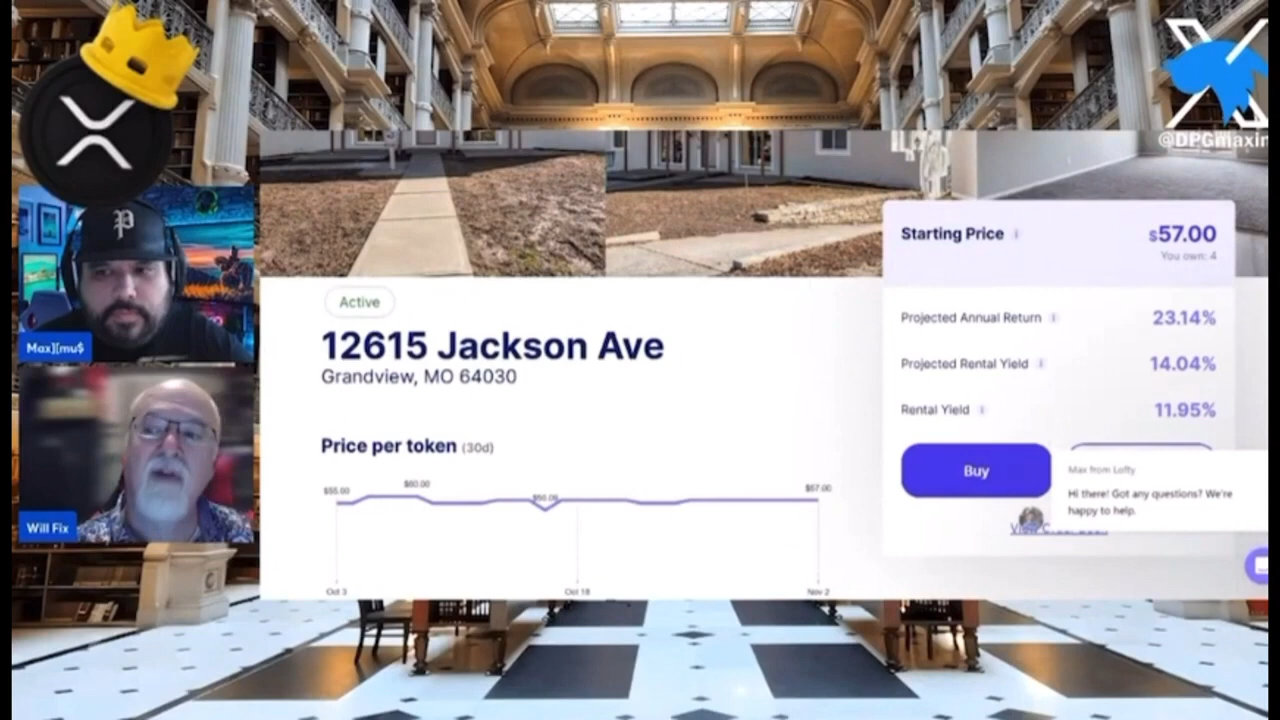 @DPGmaxim
Starting Price
$57.00
You own: 4
Active
Projected Annual Return 23.14%
12615 Jackson Ave
Grandview, MO 64030
Projected Rental Yield 14.04%
Rental Yield 11.95%
Max][mu$
Price per token (30d)
$55.00
$60.00
$57.00
Buy
Max from Lofty
Hi there! Got any questions? We're
happy to help.
Will Fix
Oct 3
Oct 18
Nov 2